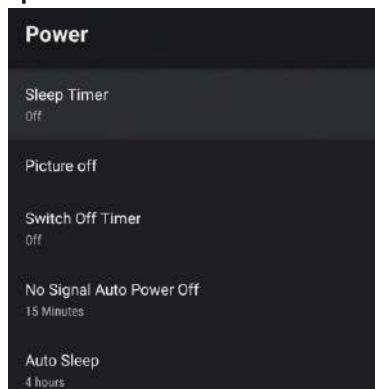 Power
Sleep Timer
Off
Picture off
Switch Off Timer
Off
No Signal Auto Power Off
15 Minutes
Auto Sleep
4 hours